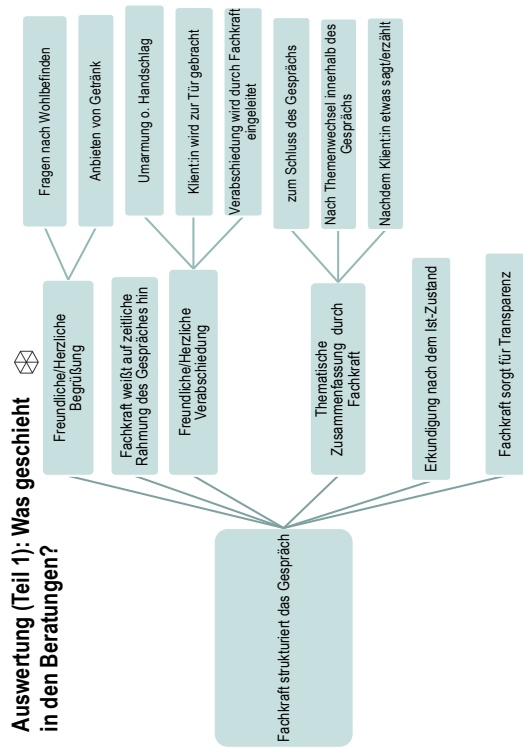 Auswertung (Teil 1): Was geschieht
in den Beratungen?
Fachkraft strukturiert das Gespräch
Freundliche/Herzliche
Begrüßung
Fragen nach Wohlbefinden
Anbieten von Getränk
Fachkraft weißt auf zeitliche
Rahmung des Gespräches hin
Freundliche/Herzliche
Verabschiedung
Umarmung o. Handschlag
Klient:in wird zur Tür gebracht
Verabschiedung wird durch Fachkraft
eingeleitet
Thematische
Zusammenfassung durch
Fachkraft
zum Schluss des Gesprächs
Nach Themenwechsel innerhalb des
Gesprächs
Nachdem Klient:in etwas sagt/erzählt
Erkundigung nach dem Ist-Zustand
Fachkraft sorgt für Transparenz